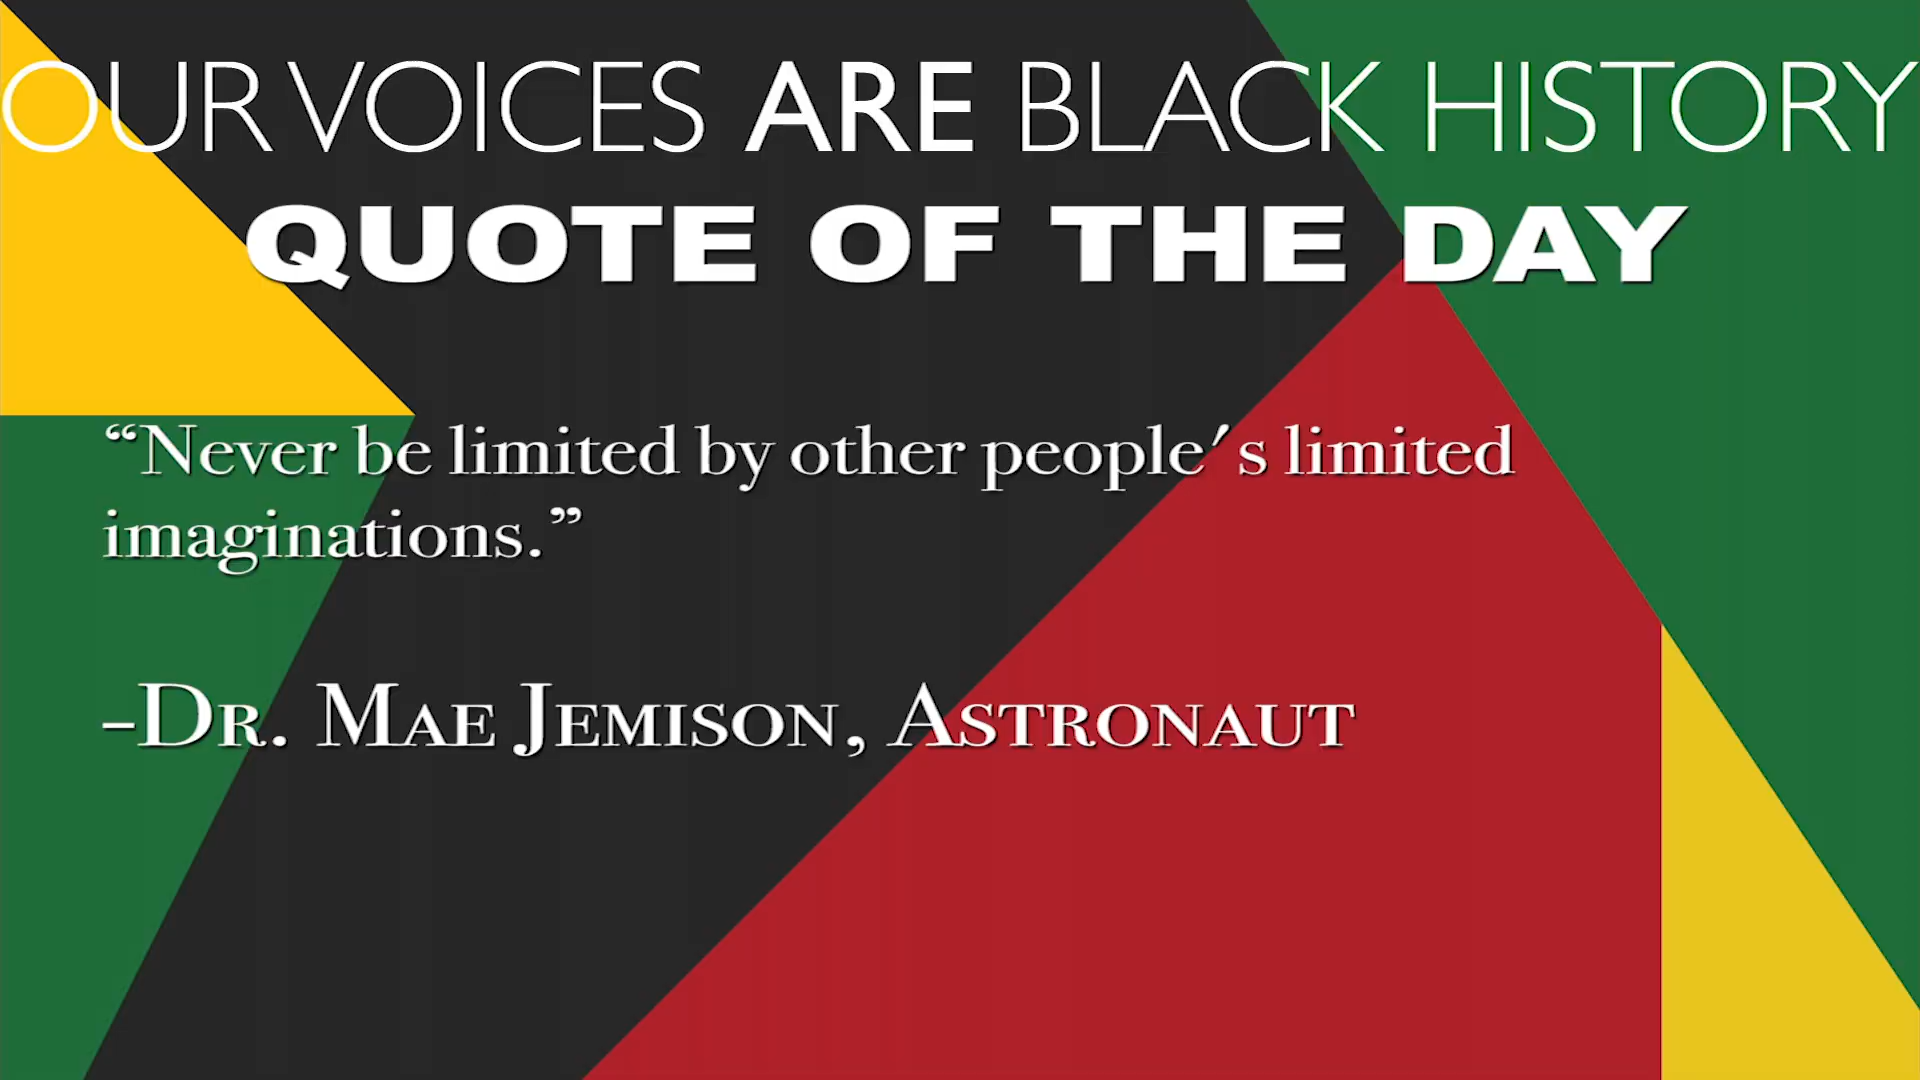 OUR VOICES ARE BLACK HISTORY
QUOTE OF THE DAY
“Never be limited by other people's limited
imaginations.”
–Dr. Mae Jemison, Astronaut